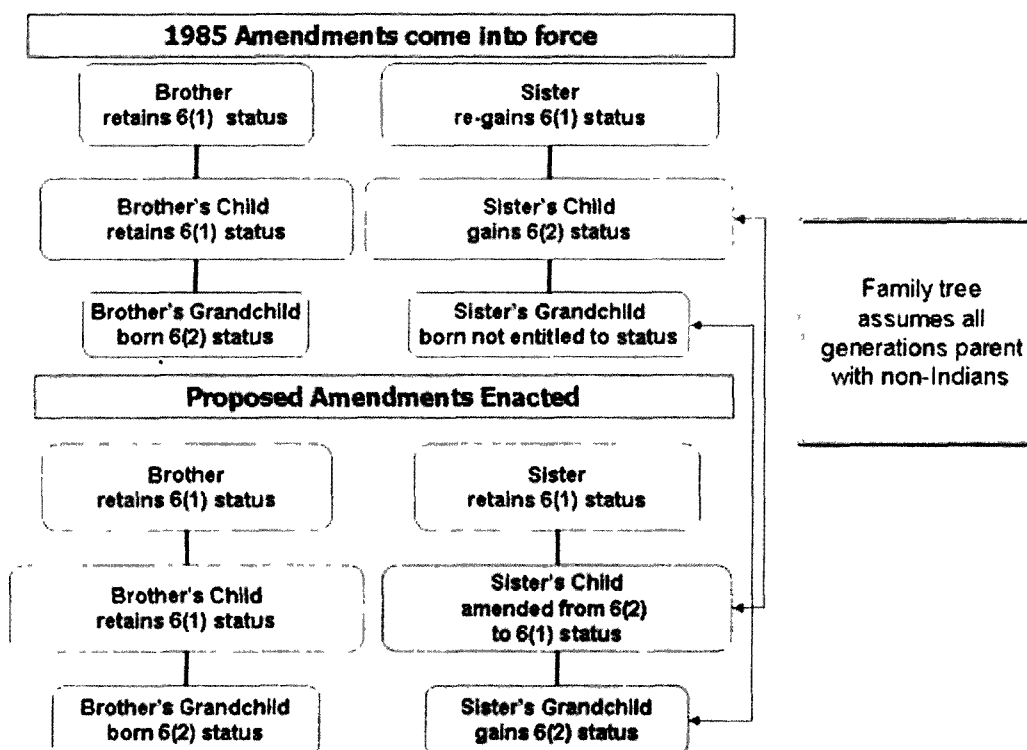 1985 Amendments come into force
Brother
retains 6(1) status
Sister
re-gains 6(1) status
Brother's Child
retains 6(1) status
Sister's Child
gains 6(2) status
Brother's Grandchild
born 6(2) status
Sister's Grandchild
born not entitled to status
Family tree
assumes all
generations parent
with non-Indians
Proposed Amendments Enacted
Brother
retains 6(1) status
Sister
retains 6(1) status
Brother's Child
retains 6(1) status
Sister's Child
amended from 6(2)
to 6(1) status
Brother's Grandchild
born 6(2) status
Sister's Grandchild
gains 6(2) status